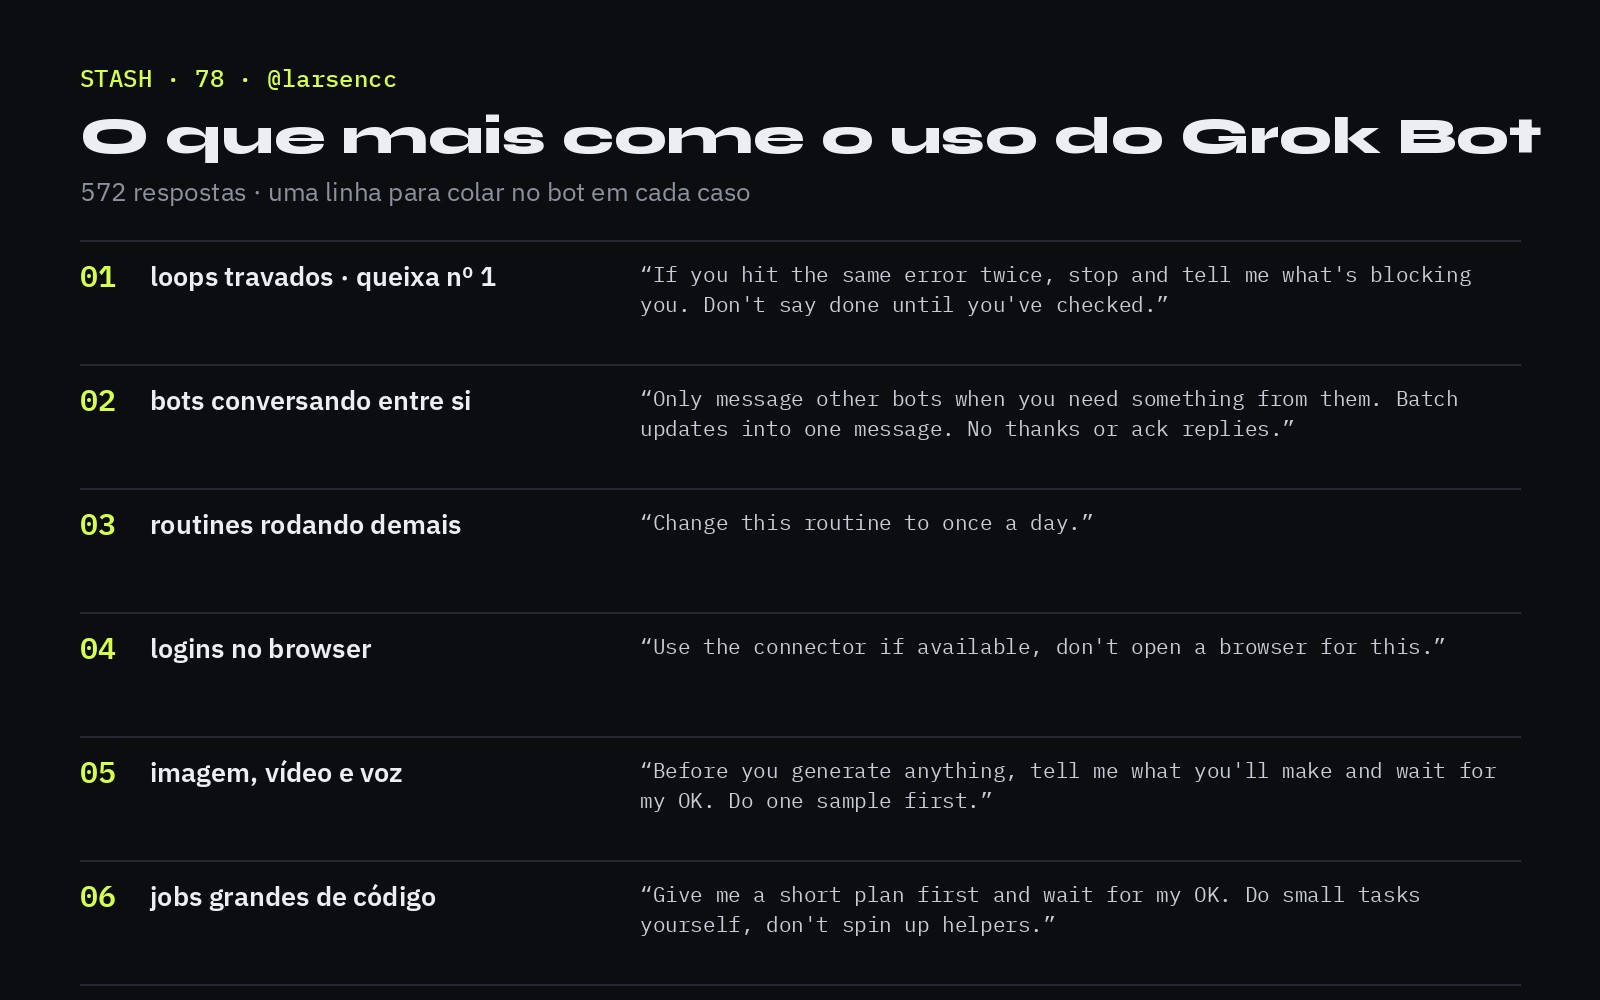 STASH · 78 · @larsencc
O que mais come o uso do Grok Bot
572 respostas · uma linha para colar no bot em cada caso
01 loops travados · queixa nº 1
“If you hit the same error twice, stop and tell me what's blocking
you. Don't say done until you've checked.”
02 bots conversando entre si
“Only message other bots when you need something from them. Batch
updates into one message. No thanks or ack replies.”
03 routines rodando demais
“Change this routine to once a day.”
04 logins no browser
“Use the connector if available, don't open a browser for this.”
05 imagem, vídeo e voz
“Before you generate anything, tell me what you'll make and wait for
my OK. Do one sample first.”
06 jobs grandes de código
“Give me a short plan first and wait for my OK. Do small tasks
yourself, don't spin up helpers.”